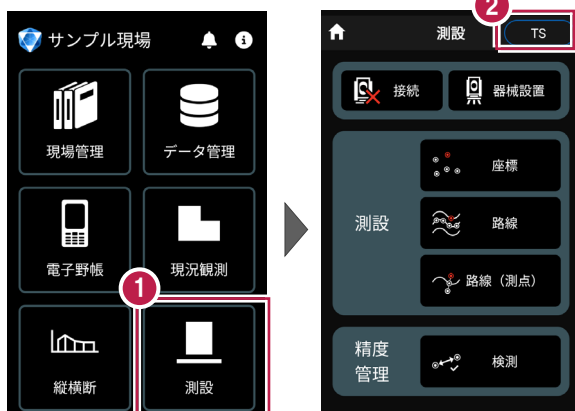 サンプル現場
現場管理
データ管理
電子野帳
現況観測
1
縦横断
測設
2
測設
TS
接続
器械設置
測設
座標
路線
路線（測点）
精度
管理
検測